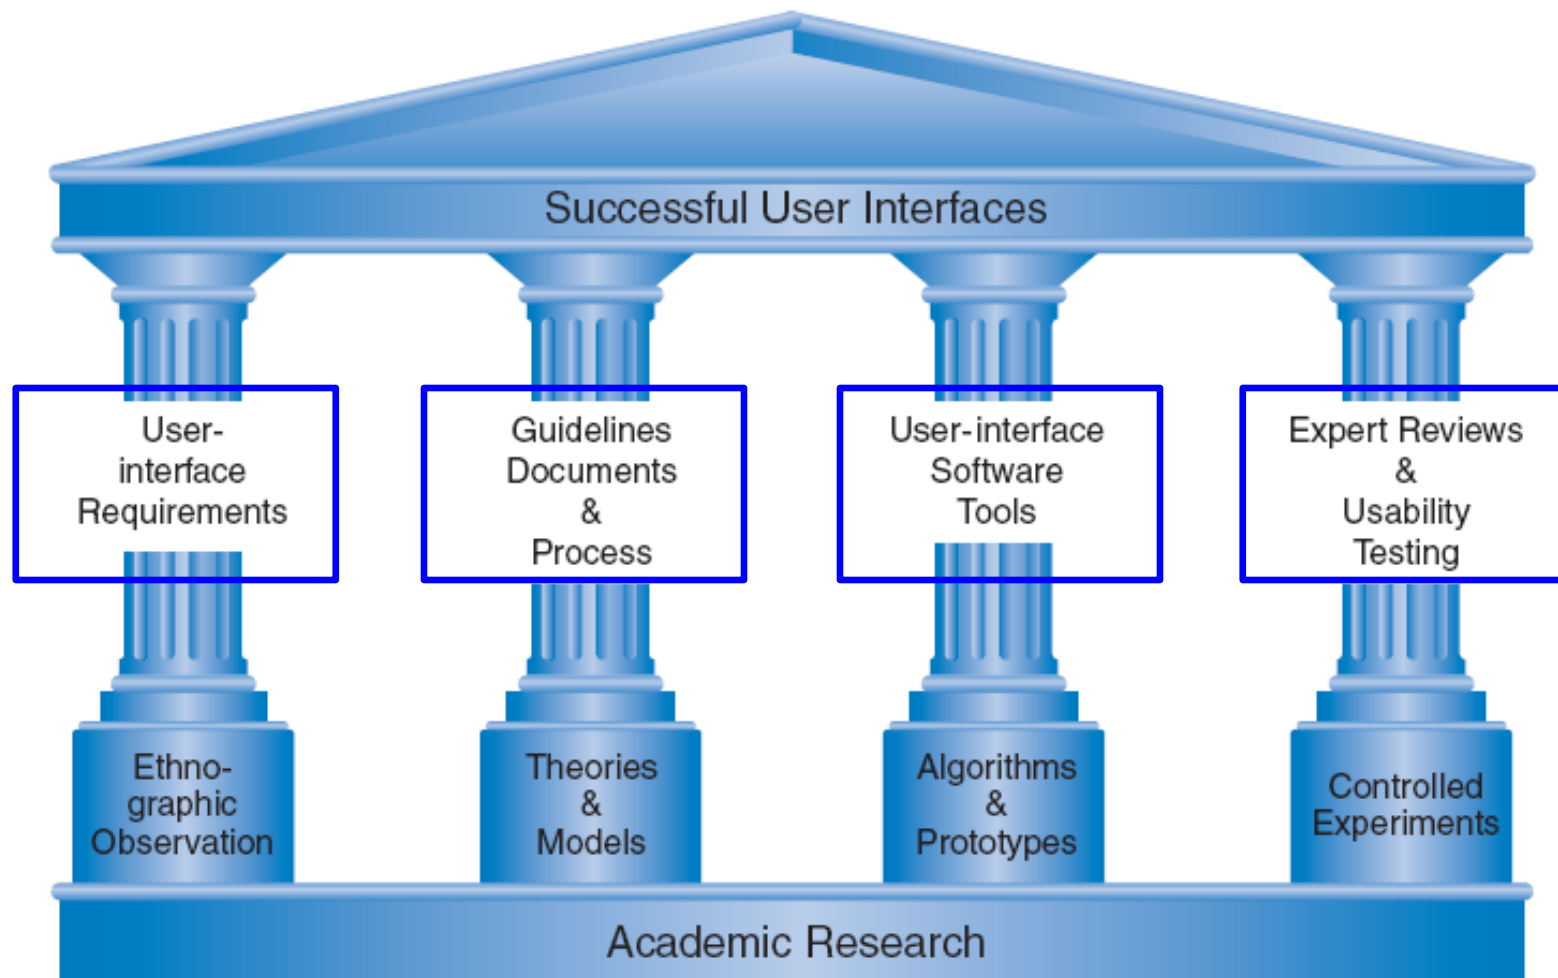 Successful User Interfaces
User-
interface
Requirements
Guidelines
Documents
&
Process
User-interface
Software
Tools
Expert Reviews
&
Usability
Testing
Ethno-
graphic
Observation
Theories
&
Models
Algorithms
&
Prototypes
Controlled
Experiments
Academic Research